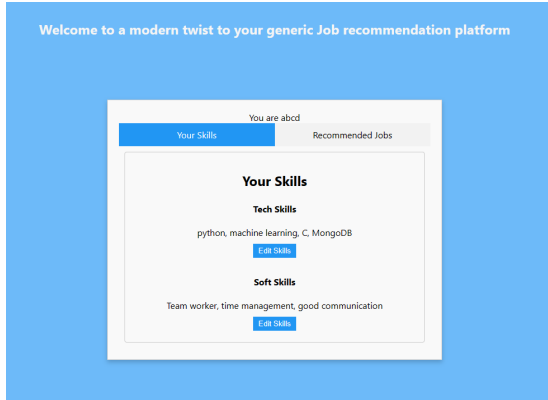 Welcome to a modern twist to your generic Job recommendation platform
You are abcd
Your Skills
Recommended Jobs
Your Skills
Tech Skills
python, machine learning, C, MongoDB
Edit Skills
Soft Skills
Team worker, time management, good communication
Edit Skills